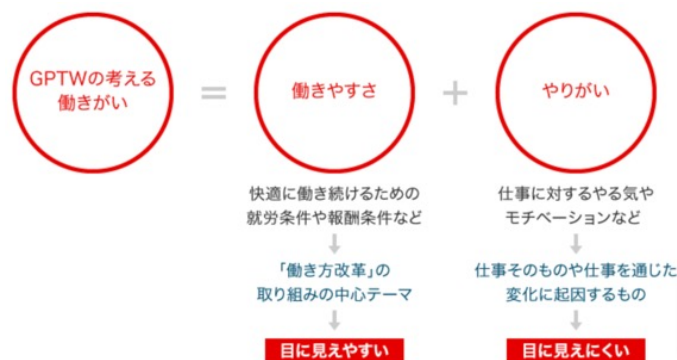 GPTWの考える
働きがい
=
働きやすさ
+
やりがい
快適に働き続けるための
就労条件や報酬条件など
仕事に対するやる気や
モチベーションなど
「働き方改革」の
取り組みの中心テーマ
仕事そのものや仕事を通じた
変化に起因するもの
目に見えやすい
目に見えにくい